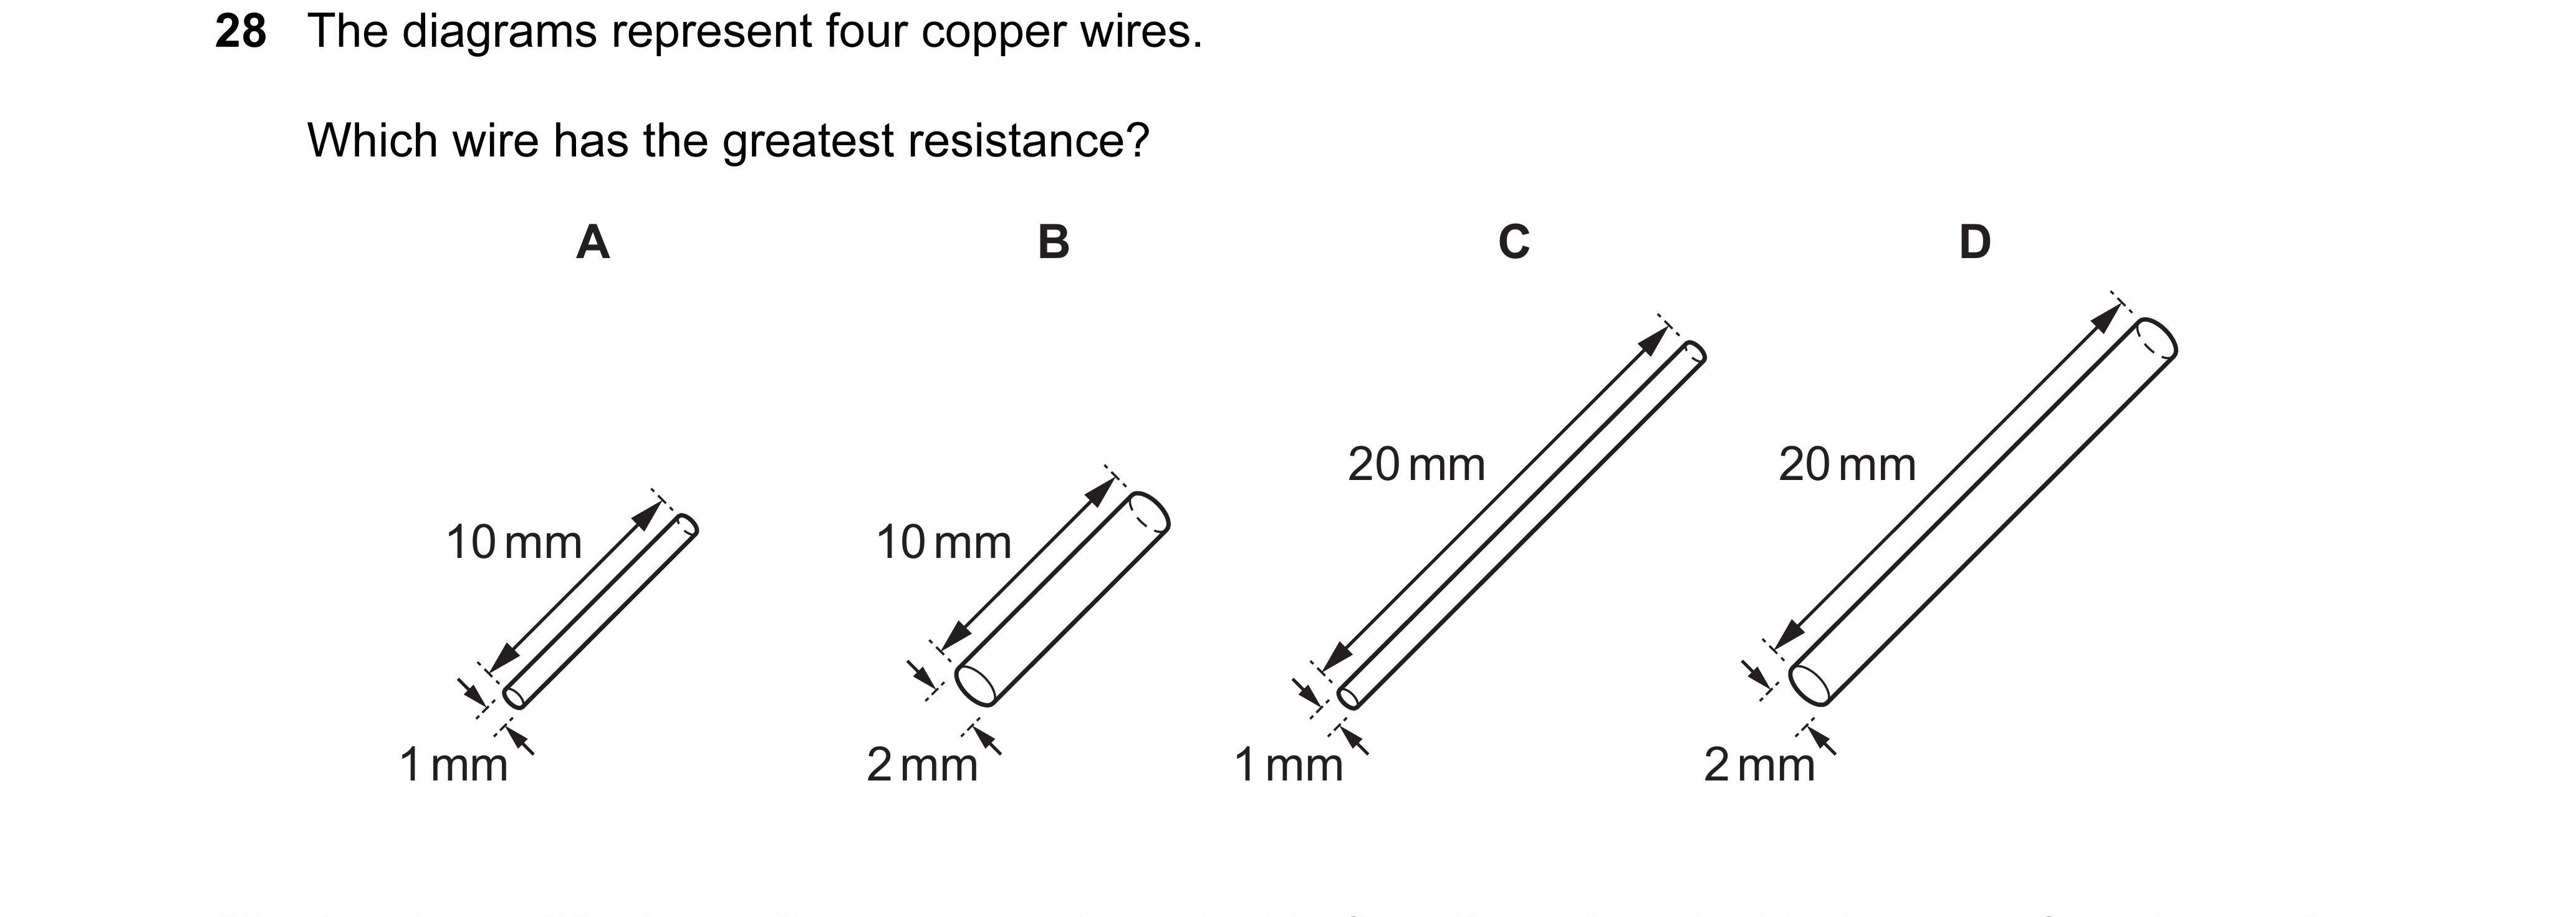 28 The diagrams represent four copper wires.
Which wire has the greatest resistance?
A B C D
10 mm 10 mm 20 mm 20 mm
1 mm 2 mm 1 mm 2 mm